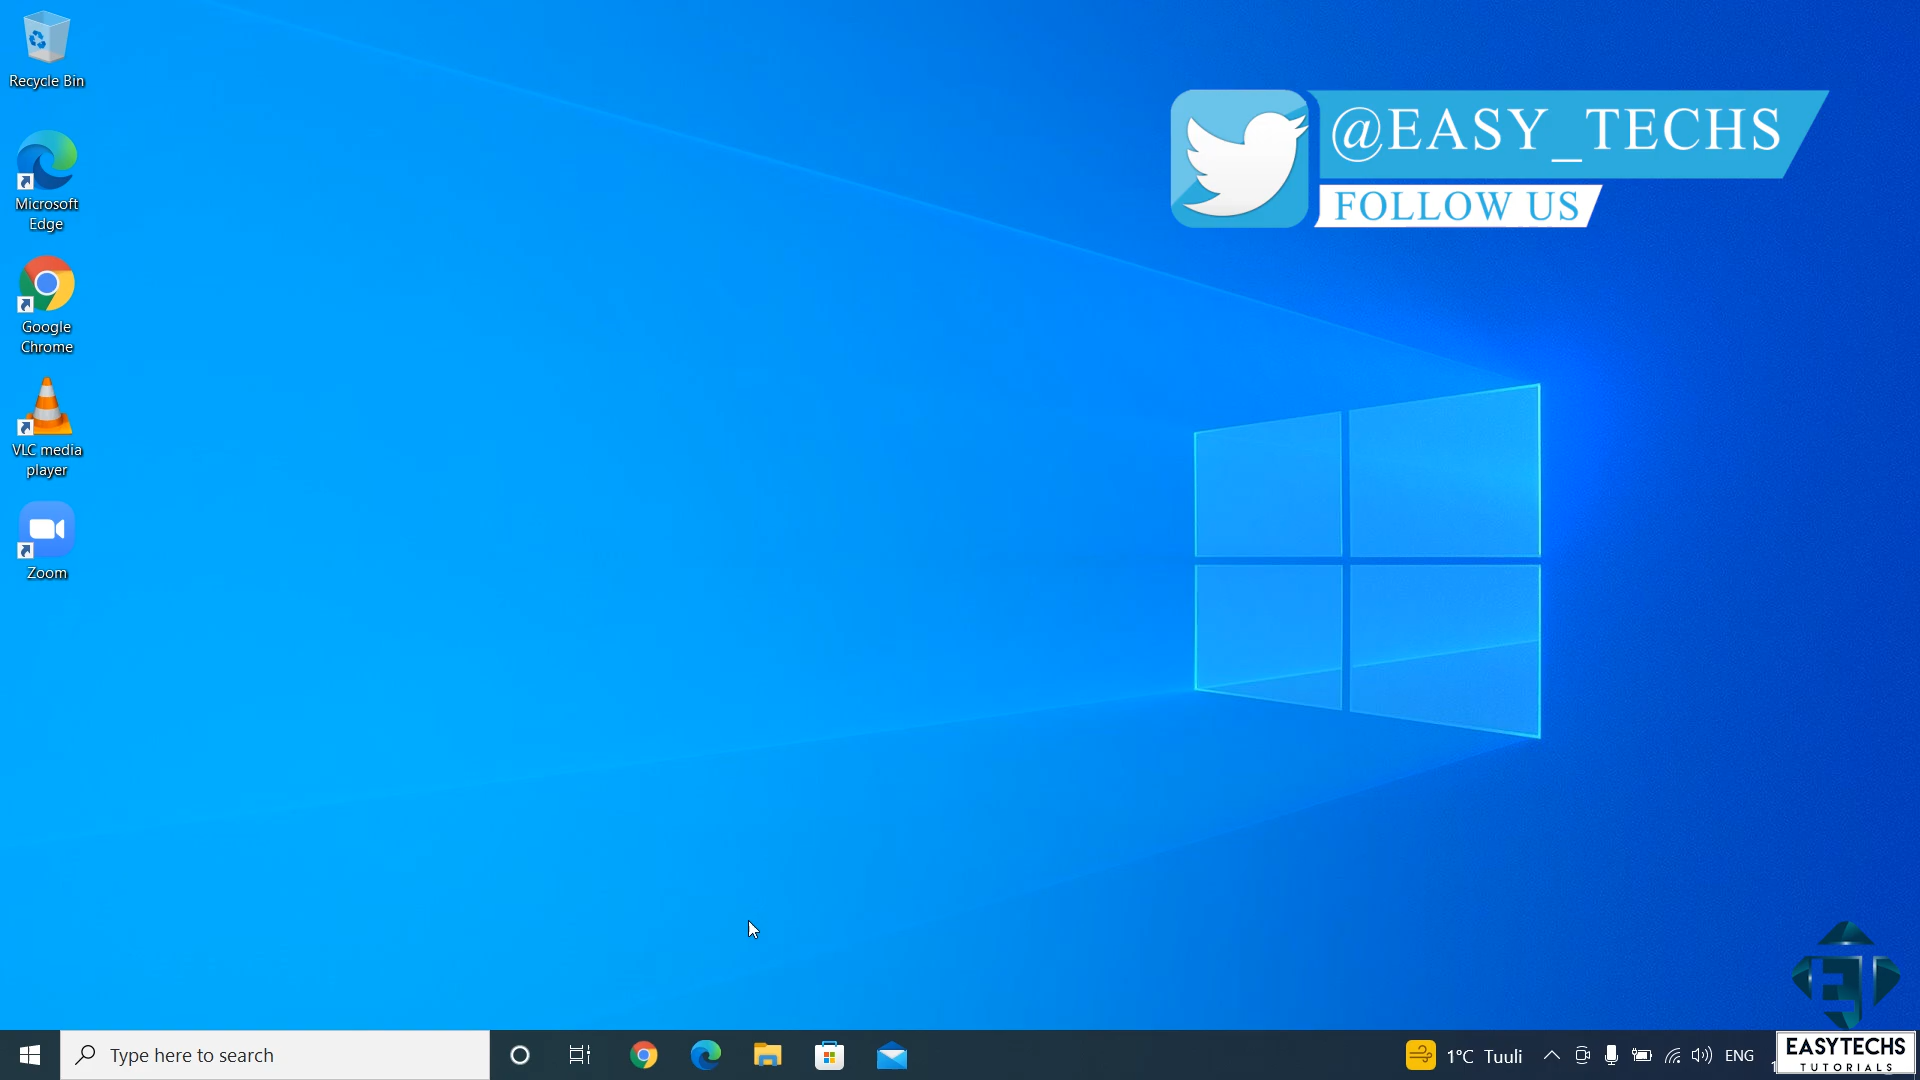 Recycle Bin
Microsoft
Edge
Google
Chrome
VLC media
player
Zoom
@EASY_TECHS
FOLLOW US
Type here to search
1°C Tuuli
ENG
EASYTECHS
TUTORIALS